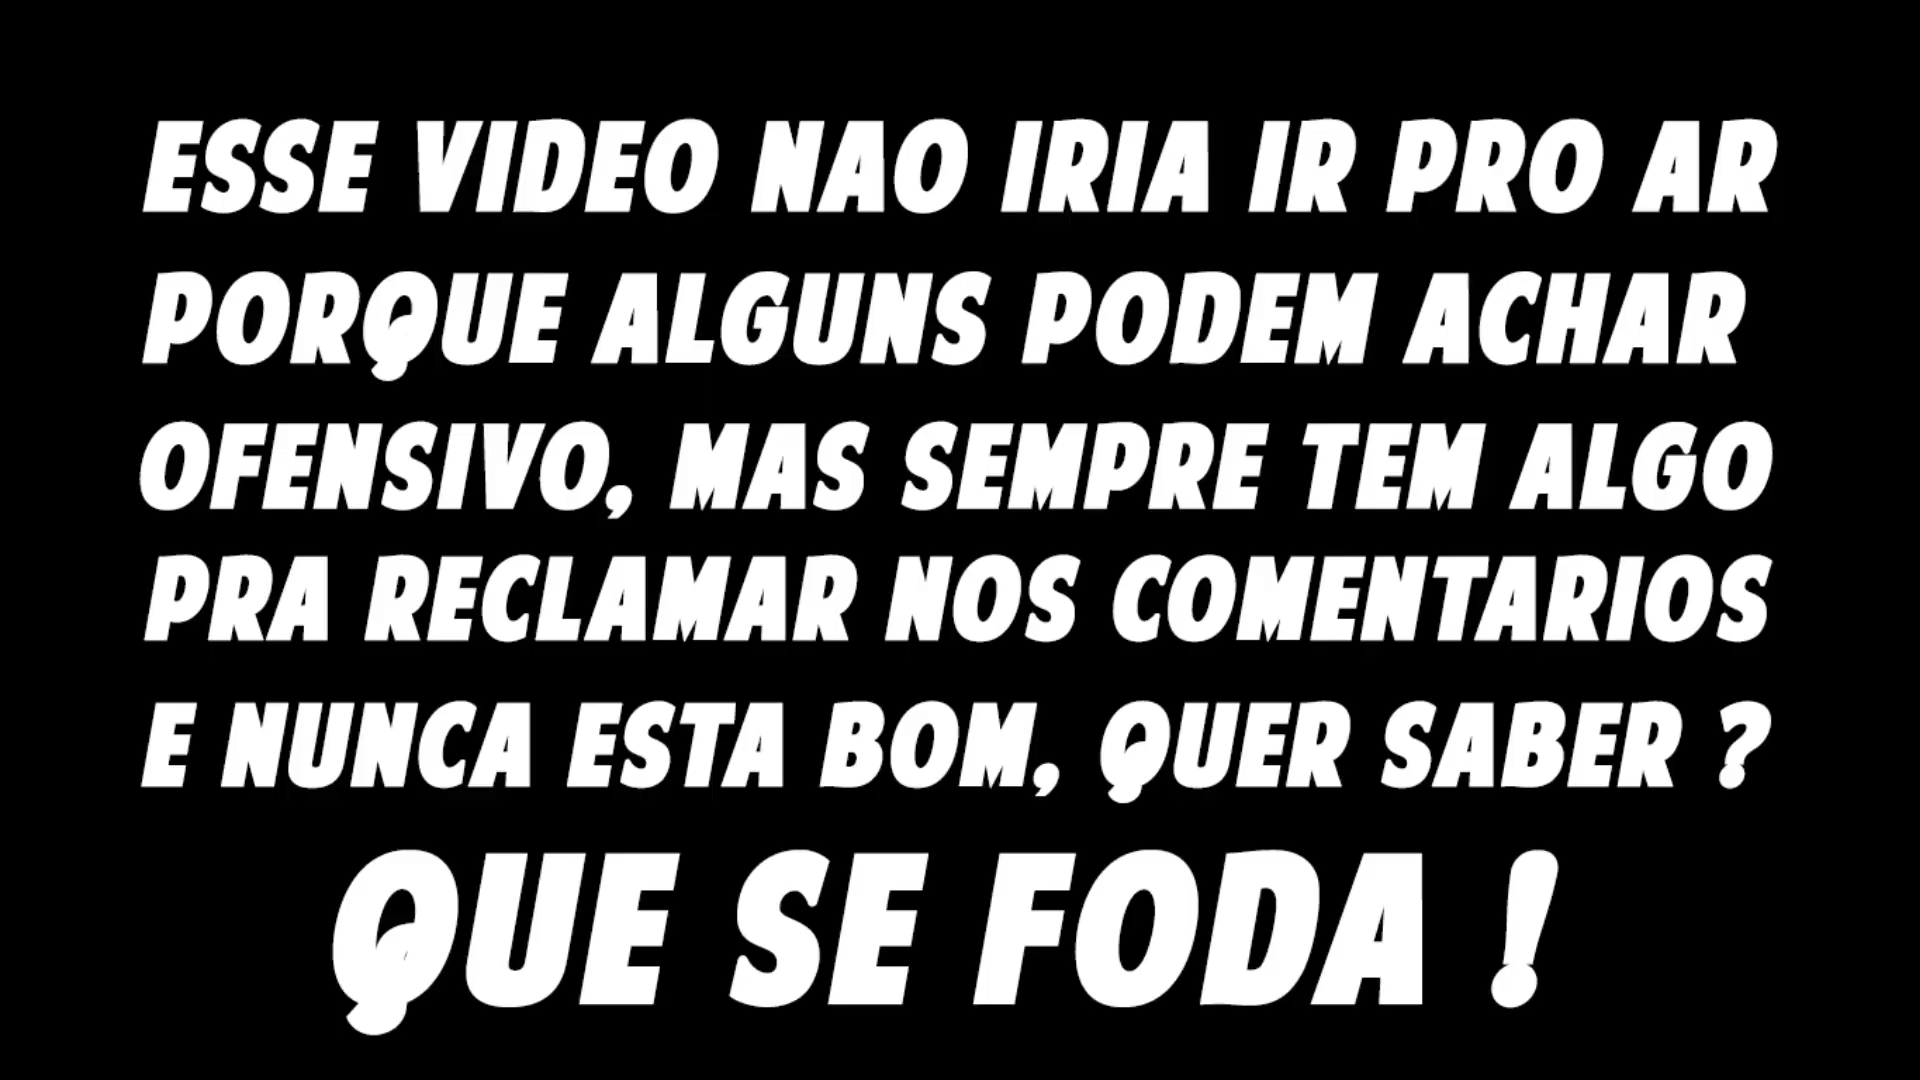 ESSE VIDEO NAO IRIA IR PRO AR
PORQUE ALGUNS PODEM ACHAR
OFENSIVO, MAS SEMPRE TEM ALGO
PRA RECLAMAR NOS COMENTARIOS
E NUNCA ESTA BOM, QUER SABER ?
QUE SE FODA !